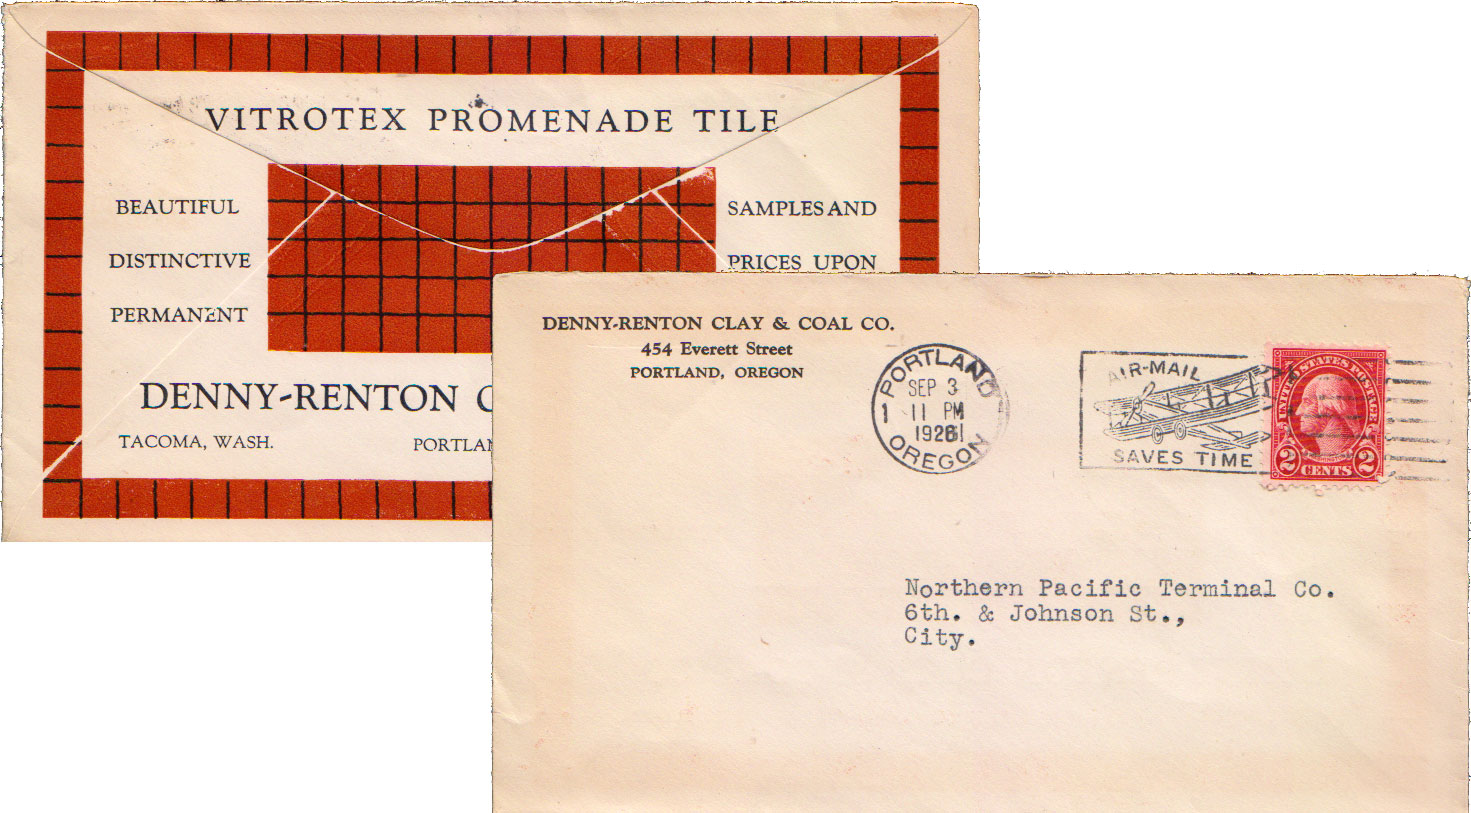 VITROTEX PROMENADE TILE
BEAUTIFUL
DISTINCTIVE
PERMANENT
SAMPLES AND
PRICES UPON
DENNY-RENTON C
TACOMA, WASH.
PORTLAN
DENNY-RENTON CLAY & COAL CO.
454 Everett Street
PORTLAND, OREGON
PORTLAND
SEP 3
1 11 PM
OREGON
AIR-MAIL
SAVES TIME
UNITED STATES POSTAGE
2 CENTS 2
Northern Pacific Terminal Co.
6th. & Johnson St.,
City.